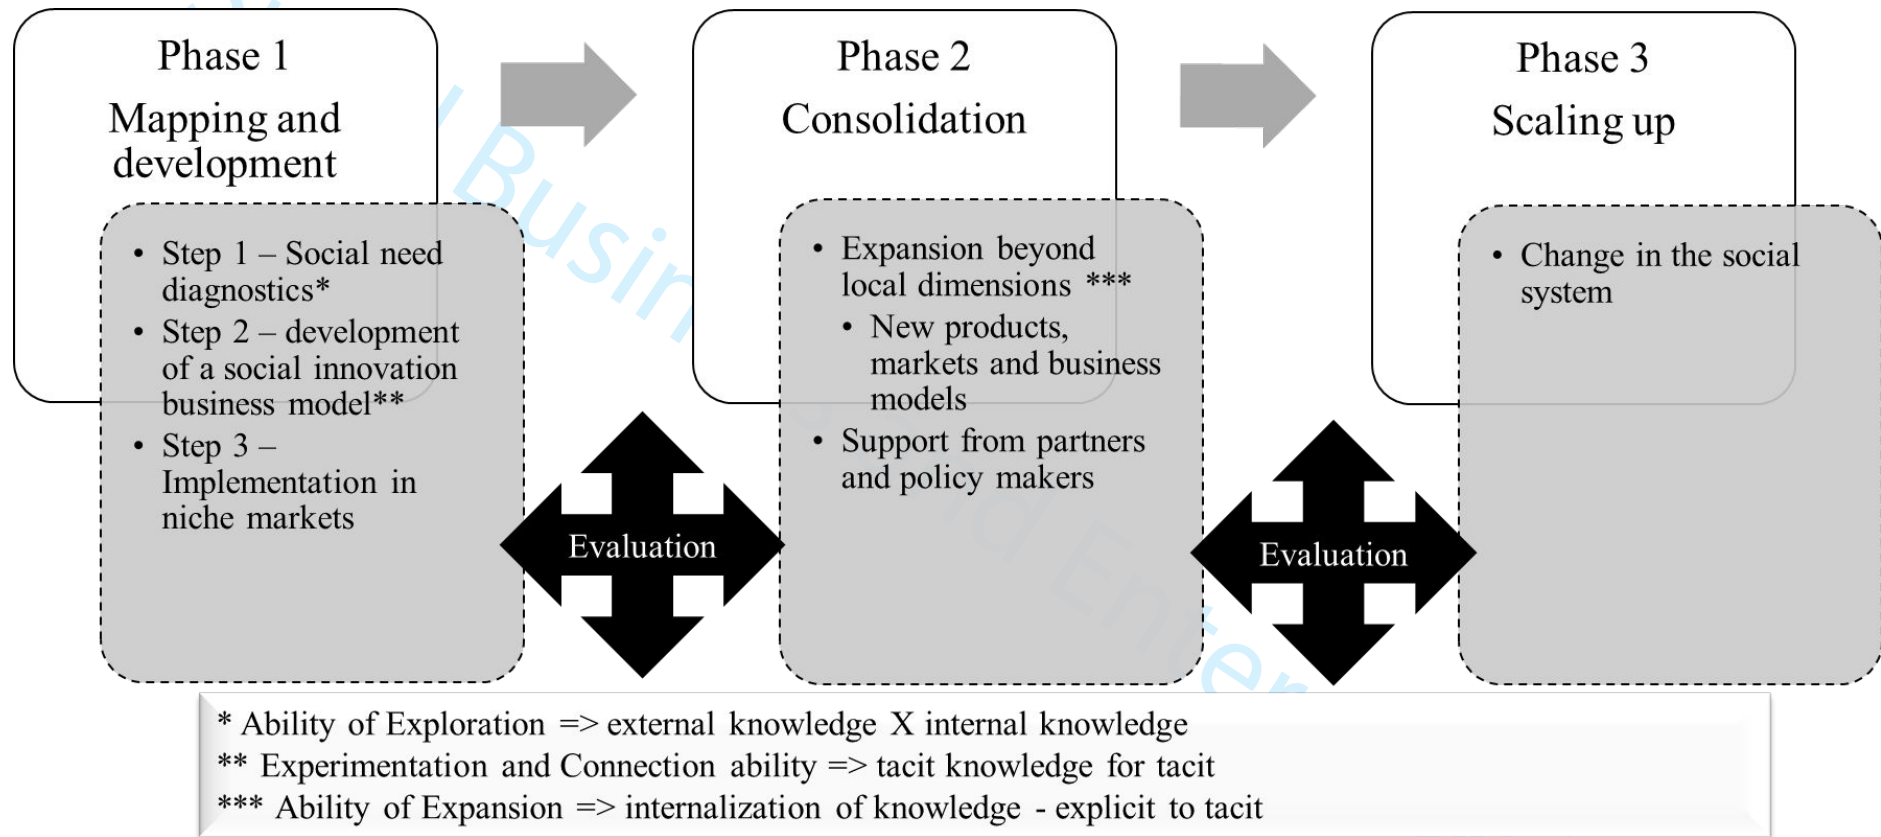 Phase 1
Mapping and
development
• Step 1 – Social need
diagnostics*
• Step 2 – development
of a social innovation
business model**
• Step 3 –
Implementation in
niche markets
Evaluation
Phase 2
Consolidation
• Expansion beyond
local dimensions ***
• New products,
markets and business
models
• Support from partners
and policy makers
Evaluation
Phase 3
Scaling up
• Change in the social
system
* Ability of Exploration => external knowledge X internal knowledge
** Experimentation and Connection ability => tacit knowledge for tacit
*** Ability of Expansion => internalization of knowledge - explicit to tacit